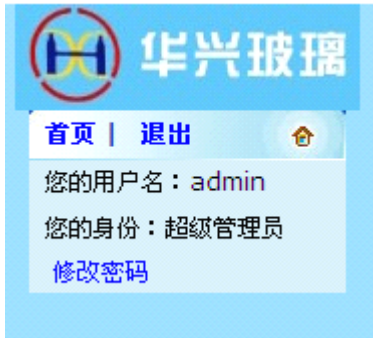 华兴玻璃
首页 | 退出
您的用户名：admin
您的身份：超级管理员
修改密码